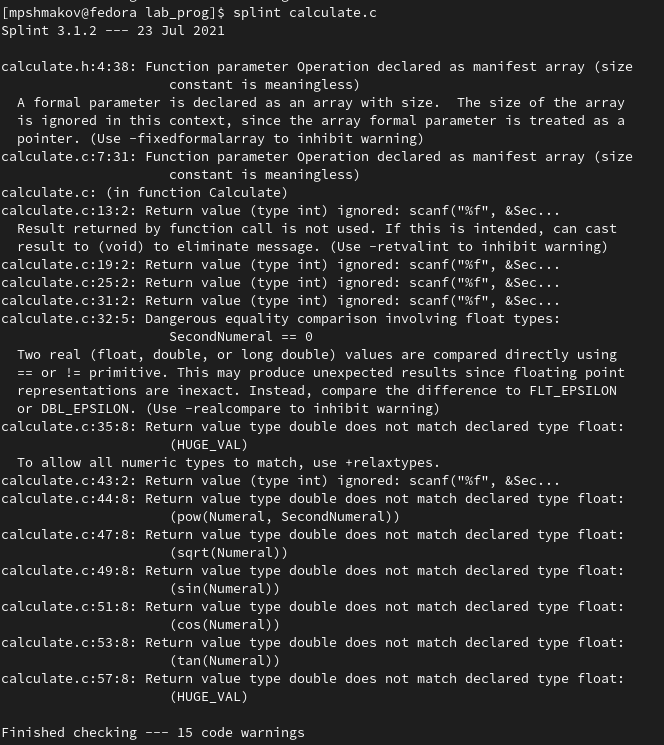 [mpshmakov@fedora lab_prog]$ splint calculate.c
Splint 3.1.2 --- 23 Jul 2021

calculate.h:4:38: Function parameter Operation declared as manifest array (size
                     constant is meaningless)
  A formal parameter is declared as an array with size.  The size of the array
  is ignored in this context, since the array formal parameter is treated as a
  pointer. (Use -fixedformalarray to inhibit warning)
calculate.c:7:31: Function parameter Operation declared as manifest array (size
                     constant is meaningless)
calculate.c: (in function Calculate)
calculate.c:13:2: Return value (type int) ignored: scanf("%f", &Sec...
  Result returned by function call is not used. If this is intended, can cast
  result to (void) to eliminate message. (Use -retvalint to inhibit warning)
calculate.c:19:2: Return value (type int) ignored: scanf("%f", &Sec...
calculate.c:25:2: Return value (type int) ignored: scanf("%f", &Sec...
calculate.c:31:2: Return value (type int) ignored: scanf("%f", &Sec...
calculate.c:32:5: Dangerous equality comparison involving float types:
                     SecondNumeral == 0
  Two real (float, double, or long double) values are compared directly using
  == or != primitive. This may produce unexpected results since floating point
  representations are inexact. Instead, compare the difference to FLT_EPSILON
  or DBL_EPSILON. (Use -realcompare to inhibit warning)
calculate.c:35:8: Return value type double does not match declared type float:
                     (HUGE_VAL)
  To allow all numeric types to match, use +relaxtypes.
calculate.c:43:2: Return value (type int) ignored: scanf("%f", &Sec...
calculate.c:44:8: Return value type double does not match declared type float:
                     (pow(Numeral, SecondNumeral))
calculate.c:47:8: Return value type double does not match declared type float:
                     (sqrt(Numeral))
calculate.c:49:8: Return value type double does not match declared type float:
                     (sin(Numeral))
calculate.c:51:8: Return value type double does not match declared type float:
                     (cos(Numeral))
calculate.c:53:8: Return value type double does not match declared type float:
                     (tan(Numeral))
calculate.c:57:8: Return value type double does not match declared type float:
                     (HUGE_VAL)

Finished checking --- 15 code warnings